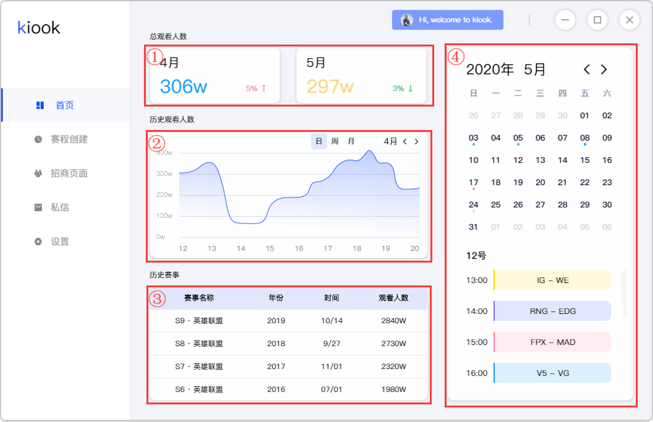 kiook
Hi, welcome to kiook.
首页
赛程创建
招商页面
私信
设置
总观看人数
①
4月
306w
5% ↑
5月
297w
3% ↓
历史观看人数
②
日 周 月
4月 < >
400w
300w
200w
100w
0w
12 13 14 15 16 17 18 19 20
历史赛事
③
赛事名称 年份 时间 观看人数
S9 - 英雄联盟 2019 10/14 2840W
S8 - 英雄联盟 2018 9/27 2730W
S7 - 英雄联盟 2017 11/01 2320W
S6 - 英雄联盟 2016 07/01 1980W
④
2020年 5月 < >
日 一 二 三 四 五 六
26 27 28 29 30 01 02
03 04 05 06 07 08 09
10 11 12 13 14 15 16
17 18 19 20 21 22 23
24 25 26 27 28 29 30
31 01 02 03 04 05 06
12号
13:00 IG - WE
14:00 RNG - EDG
15:00 FPX - MAD
16:00 V5 - VG